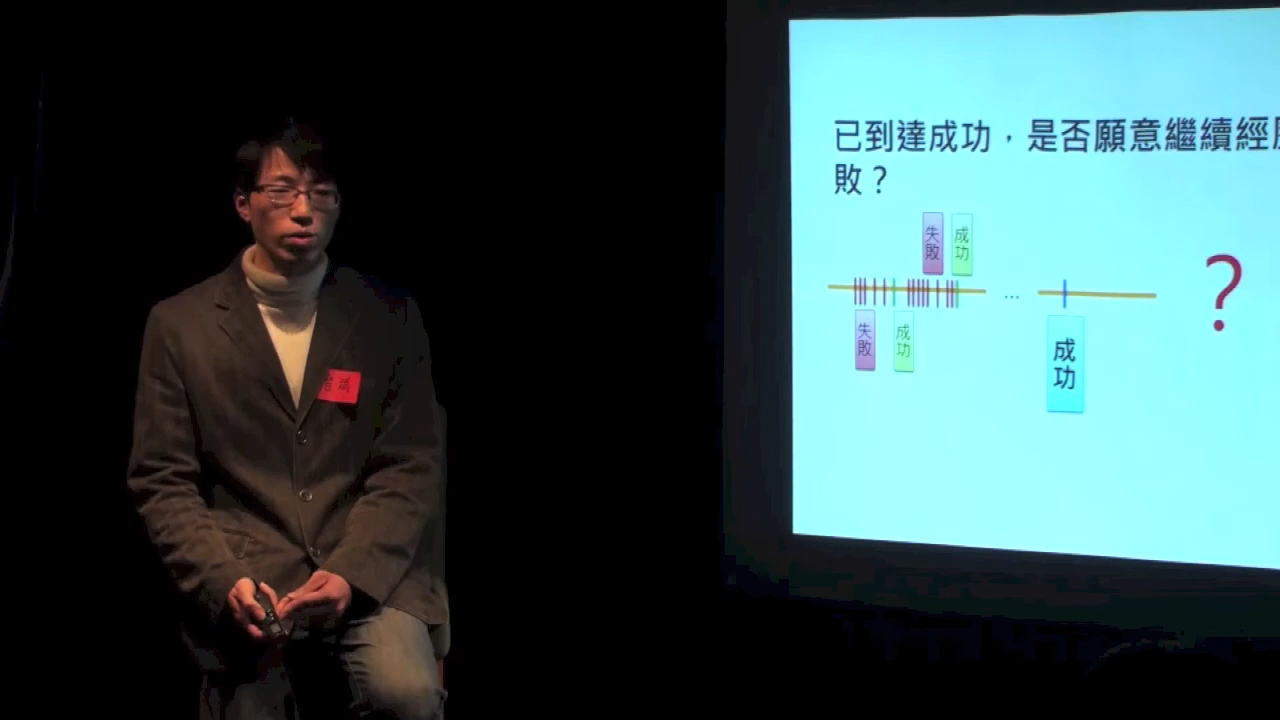 已到達成功，是否願意繼續經
敗？
失敗
成功
...
失敗
成功
成功
？